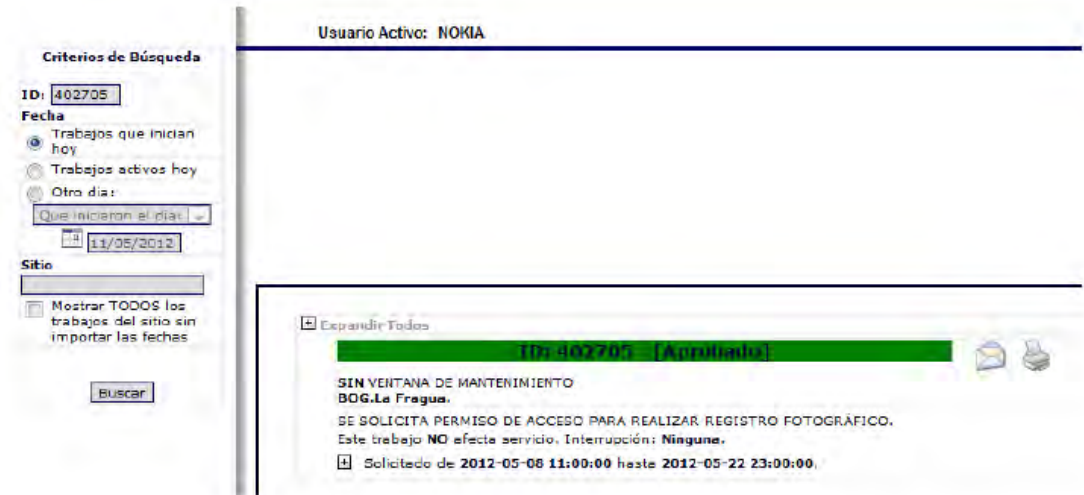 Usuario Activo: NOKIA
Criterios de Búsqueda
ID: 402705
Fecha
Trabajos que inician
hoy
Trabajos activos hoy
Otro dia:
Que iniciaron el dia:
11/05/2012
Sitio
Mostrar TODOS los
trabajos del sitio sin
importar las fechas
Buscar
Expandir Todos
ID: 402705 [Aprobado]
SIN VENTANA DE MANTENIMIENTO
BOG.La Fragua.
SE SOLICITA PERMISO DE ACCESO PARA REALIZAR REGISTRO FOTOGRÁFICO.
Este trabajo NO afecta servicio. Interrupción: Ninguna.
Solicitado de 2012-05-08 11:00:00 hasta 2012-05-22 23:00:00.